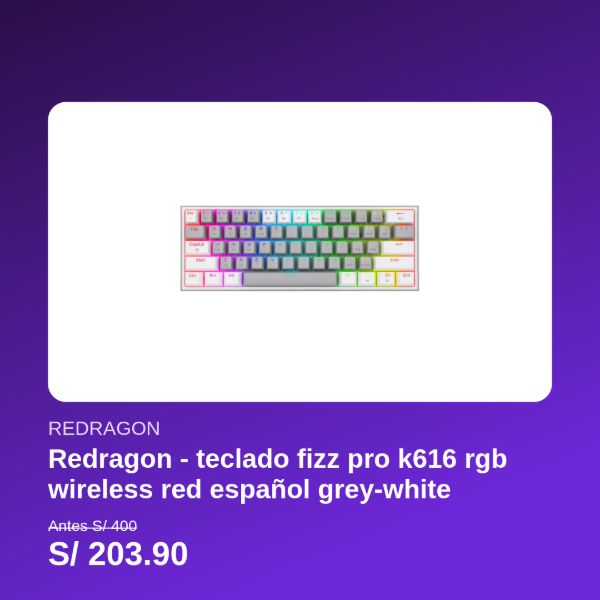 REDRAGON
Redragon - teclado fizz pro k616 rgb
wireless red español grey-white
Antes S/ 400
S/ 203.90